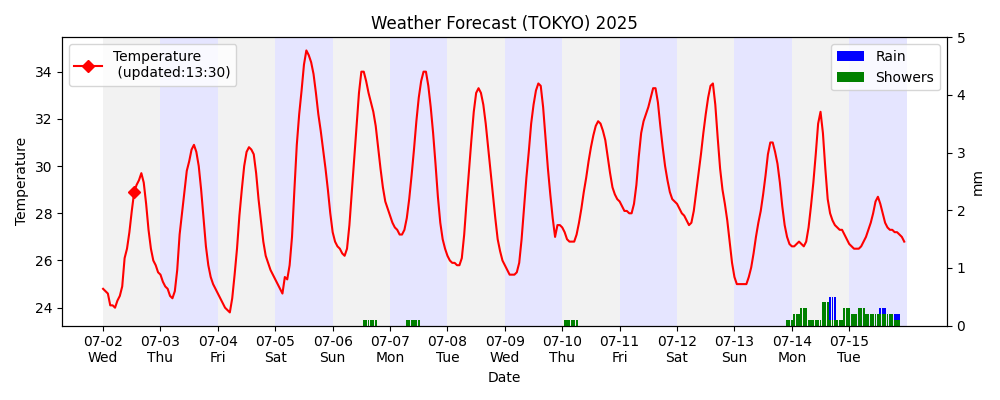 Weather Forecast (TOKYO) 2025
Temperature
(updated:13:30)
Rain
Showers
Temperature
34
32
30
28
26
24
5
4
3
2
1
0
mm
07-02 07-03 07-04 07-05 07-06 07-07 07-08 07-09 07-10 07-11 07-12 07-13 07-14 07-15
Wed Thu Fri Sat Sun Mon Tue Wed Thu Fri Sat Sun Mon Tue
Date